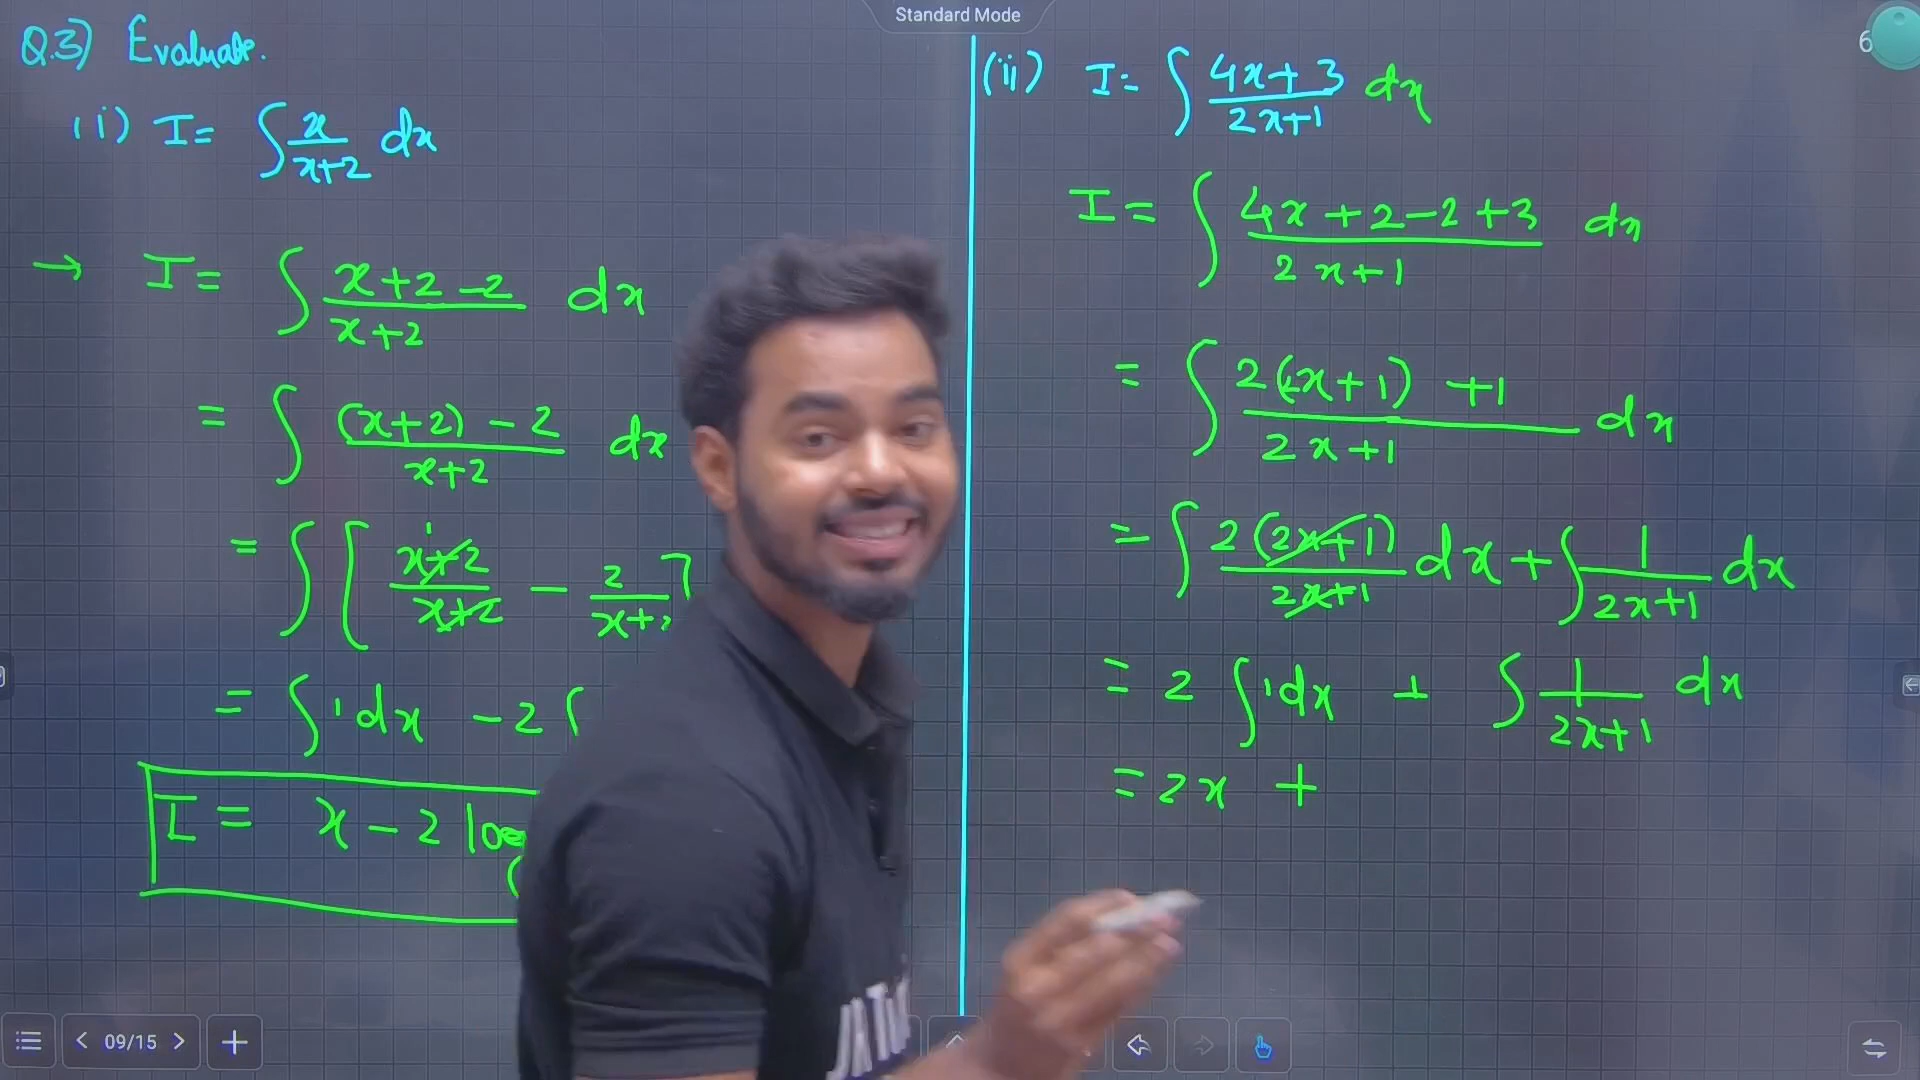 Standard Mode
6
Q.3) Evaluate.
(i) I = ∫ x/(x+2) dx
→ I = ∫ (x+2-2)/(x+2) dx
= ∫ ((x+2) - 2)/(x+2) dx
= ∫ [ (x+2)/(x+2) - 2/(x+2
= ∫ 1 dx - 2 ∫
I = x - 2 log
(ii) I = ∫ (4x+3)/(2x+1) dx
I = ∫ (4x+2-2+3)/(2x+1) dx
= ∫ (2(2x+1) +1)/(2x+1) dx
= ∫ 2(2x+1)/(2x+1) dx + ∫ 1/(2x+1) dx
= 2 ∫ 1 dx + ∫ 1/(2x+1) dx
= 2x +
09/15